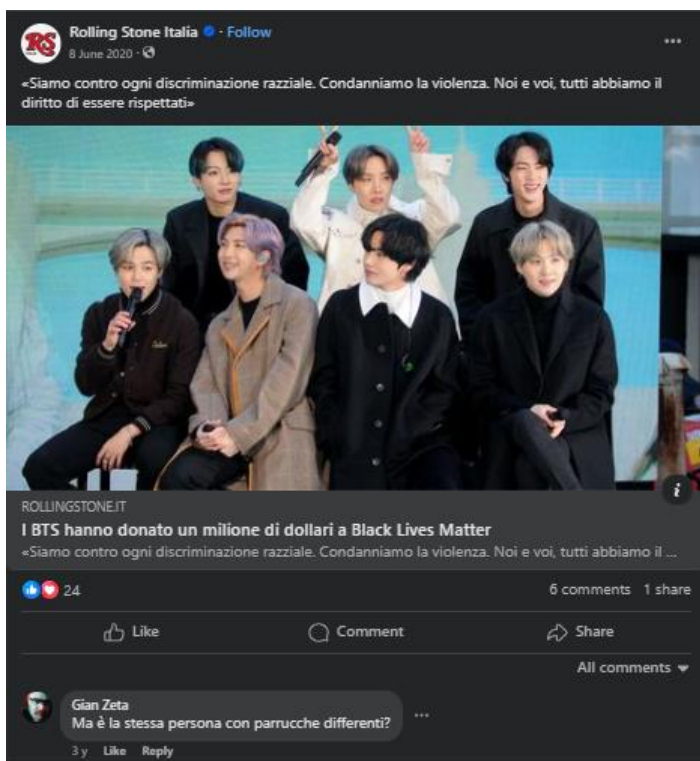 RS
Rolling Stone Italia · Follow
8 June 2020 ·
«Siamo contro ogni discriminazione razziale. Condanniamo la violenza. Noi e voi, tutti abbiamo il
diritto di essere rispettati»
ROLLINGSTONE.IT
I BTS hanno donato un milione di dollari a Black Lives Matter
«Siamo contro ogni discriminazione razziale. Condanniamo la violenza. Noi e voi, tutti abbiamo il ...
24
6 comments 1 share
Like Comment Share
All comments
Gian Zeta
Ma è la stessa persona con parrucche differenti?
3 y Like Reply